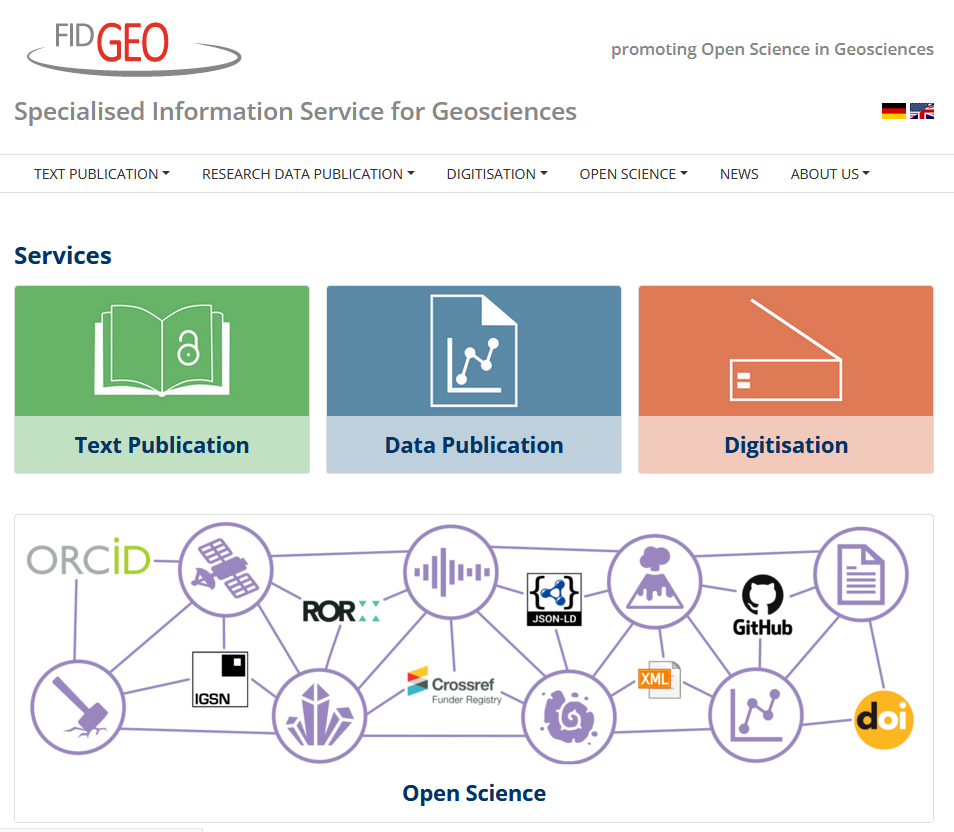 FID GEO
promoting Open Science in Geosciences
Specialised Information Service for Geosciences
TEXT PUBLICATION RESEARCH DATA PUBLICATION DIGITISATION OPEN SCIENCE NEWS ABOUT US
Services
Text Publication Data Publication Digitisation
ORCiD
ROR
JSON-LD
GitHub
IGSN
Crossref
Funder Registry
XML
doi
Open Science